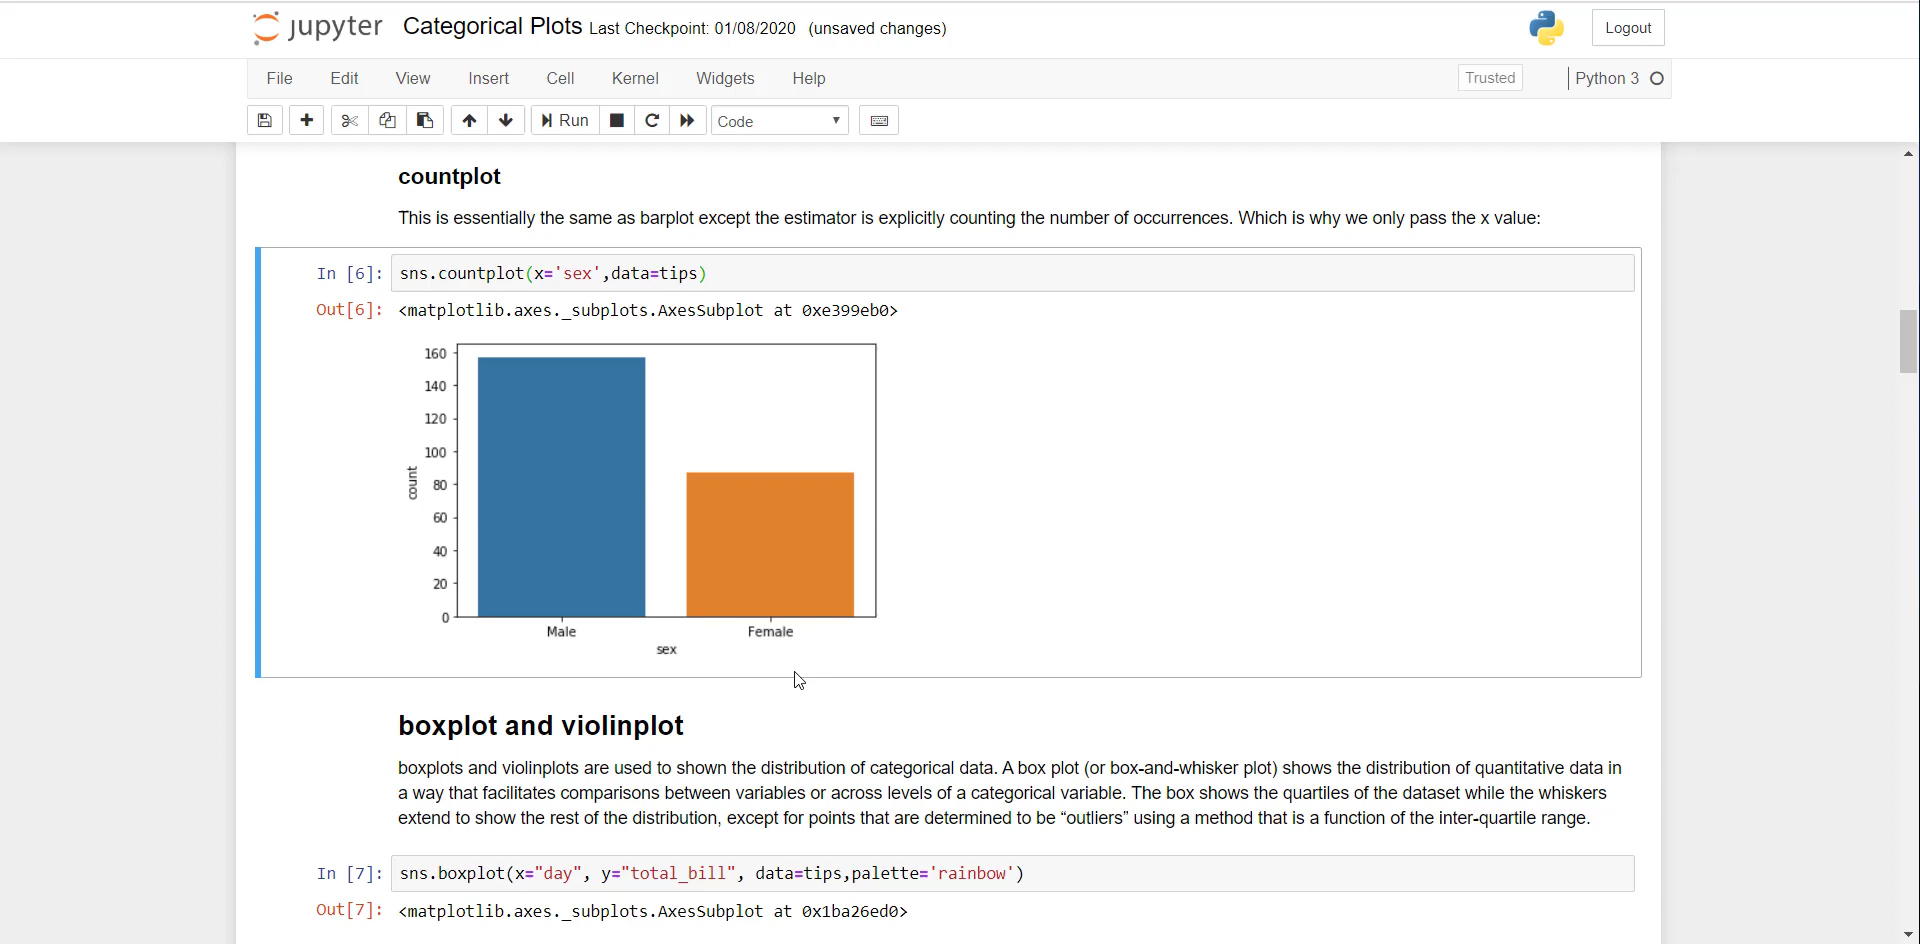 jupyter Categorical Plots Last Checkpoint: 01/08/2020 (unsaved changes) Logout
File Edit View Insert Cell Kernel Widgets Help Trusted Python 3
Run Code
countplot
This is essentially the same as barplot except the estimator is explicitly counting the number of occurrences. Which is why we only pass the x value:
In [6]: sns.countplot(x='sex',data=tips)
Out[6]: <matplotlib.axes._subplots.AxesSubplot at 0xe399eb0>
160
140
120
100
80
60
40
20
0
count
Male Female
sex
boxplot and violinplot
boxplots and violinplots are used to shown the distribution of categorical data. A box plot (or box-and-whisker plot) shows the distribution of quantitative data in
a way that facilitates comparisons between variables or across levels of a categorical variable. The box shows the quartiles of the dataset while the whiskers
extend to show the rest of the distribution, except for points that are determined to be “outliers” using a method that is a function of the inter-quartile range.
In [7]: sns.boxplot(x="day", y="total_bill", data=tips,palette='rainbow')
Out[7]: <matplotlib.axes._subplots.AxesSubplot at 0x1ba26ed0>